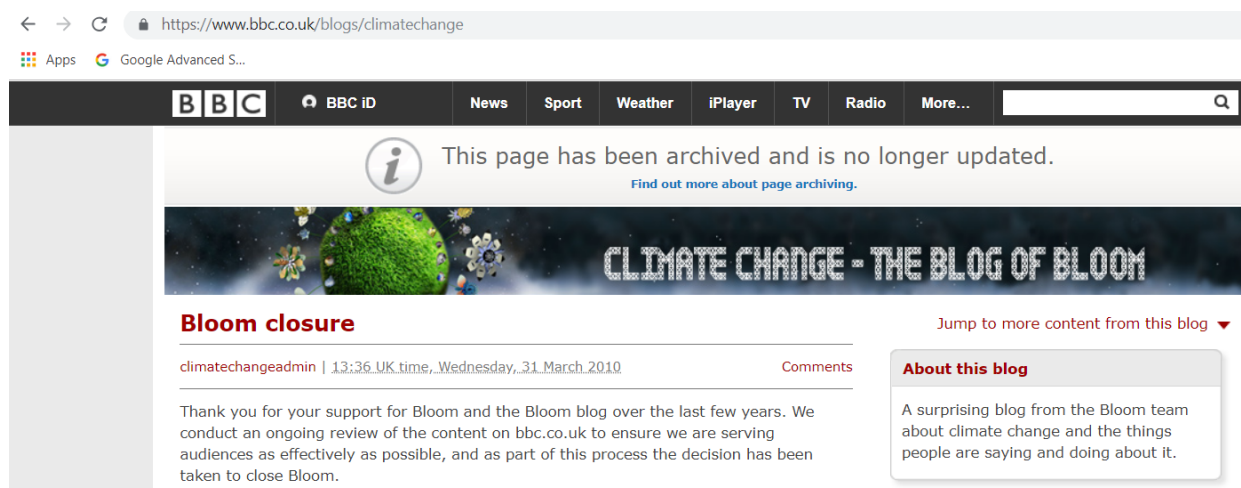 https://www.bbc.co.uk/blogs/climatechange
Apps Google Advanced S...
BBC BBC iD News Sport Weather iPlayer TV Radio More...
This page has been archived and is no longer updated.
Find out more about page archiving.
CLIMATE CHANGE - THE BLOG OF BLOOM
Bloom closure
climatechangeadmin | 13:36 UK time, Wednesday, 31 March 2010 Comments
Thank you for your support for Bloom and the Bloom blog over the last few years. We
conduct an ongoing review of the content on bbc.co.uk to ensure we are serving
audiences as effectively as possible, and as part of this process the decision has been
taken to close Bloom.
Jump to more content from this blog
About this blog
A surprising blog from the Bloom team
about climate change and the things
people are saying and doing about it.